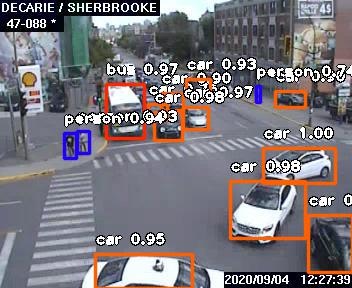 DECARIE / SHERBROOKE
47-088 *
45
car 0.93
bus 0.97
person 0.74
car 0.90
car 0.98
0.97
person 0.94
car 1.00
car 0.98
car 0.95
2020/09/04 12:27:39